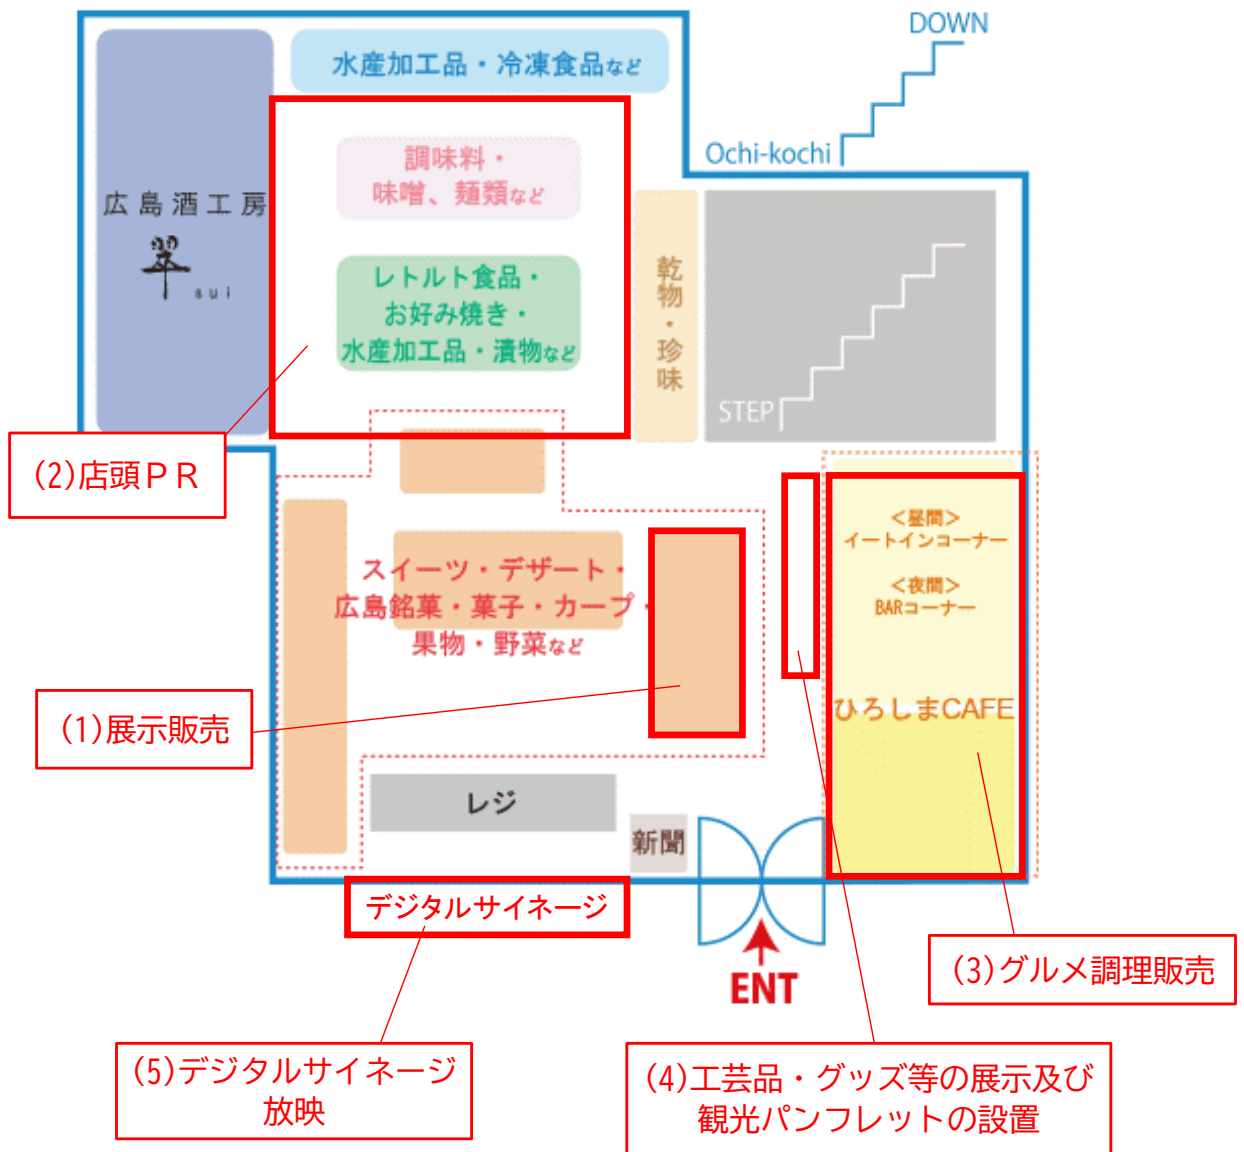 DOWN
水産加工品・冷凍食品など
Ochi-kochi
調味料・
味噌、麺類など
広島酒工房
翠
sui
レトルト食品・
お好み焼き・
水産加工品・漬物など
乾物・珍味
STEP
(2)店頭ＰＲ
<昼間>
イートインコーナー
<夜間>
BARコーナー
スイーツ・デザート・
広島銘菓・菓子・カープ・
果物・野菜など
ひろしまCAFE
(1)展示販売
レジ
新聞
デジタルサイネージ
ENT
(3)グルメ調理販売
(5)デジタルサイネージ
放映
(4)工芸品・グッズ等の展示及び
観光パンフレットの設置